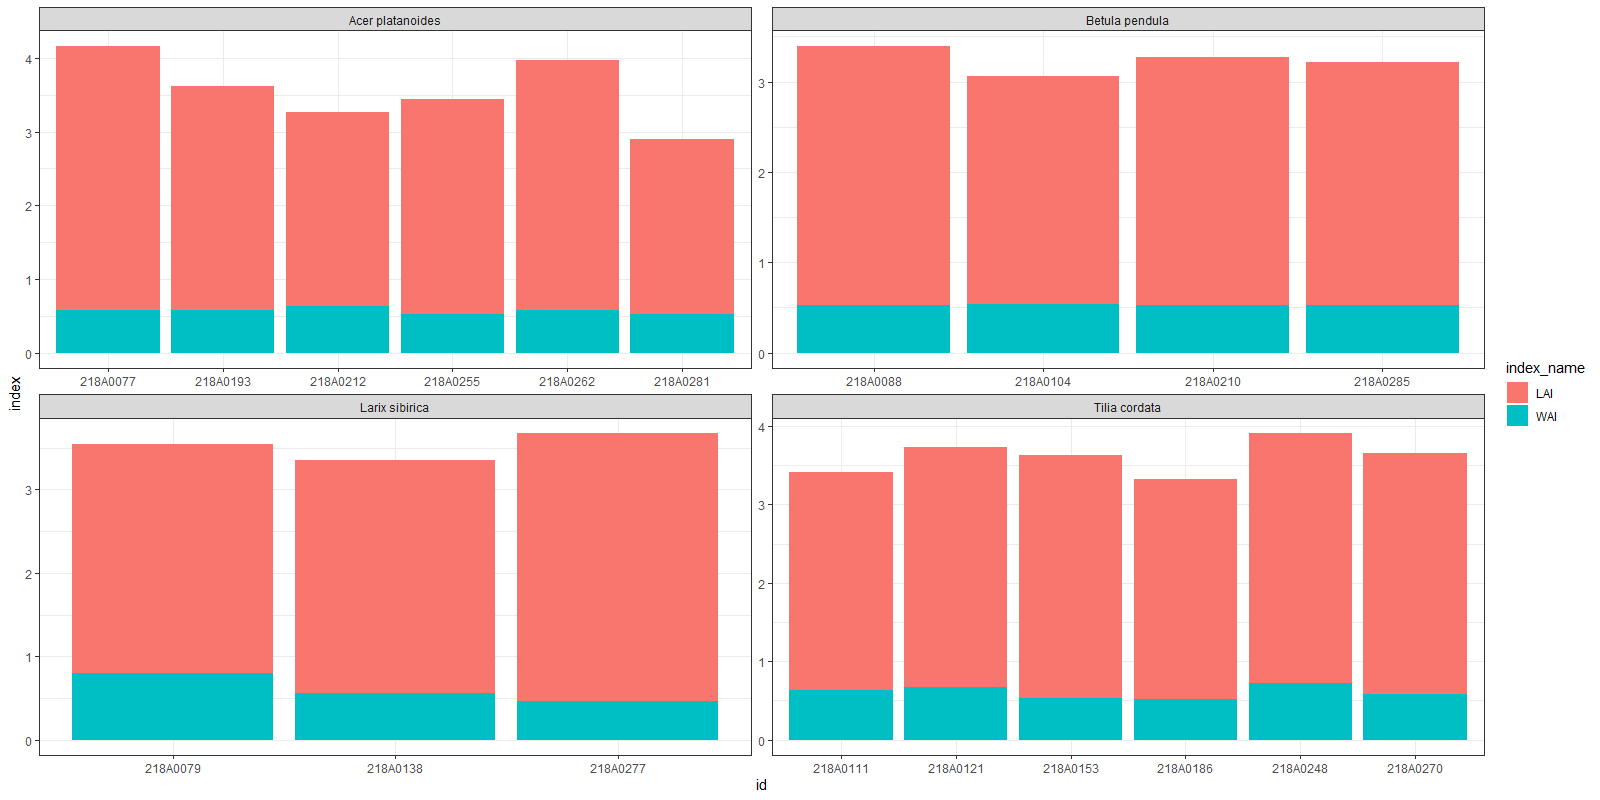 Acer platanoides
Betula pendula
4
3
2
1
0
3
2
1
0
218A0077 218A0193 218A0212 218A0255 218A0262 218A0281
218A0088 218A0104 218A0210 218A0285
index
Larix sibirica
Tilia cordata
3
2
1
0
4
3
2
1
0
218A0079 218A0138 218A0277
218A0111 218A0121 218A0153 218A0186 218A0248 218A0270
id
index_name
LAI
WAI